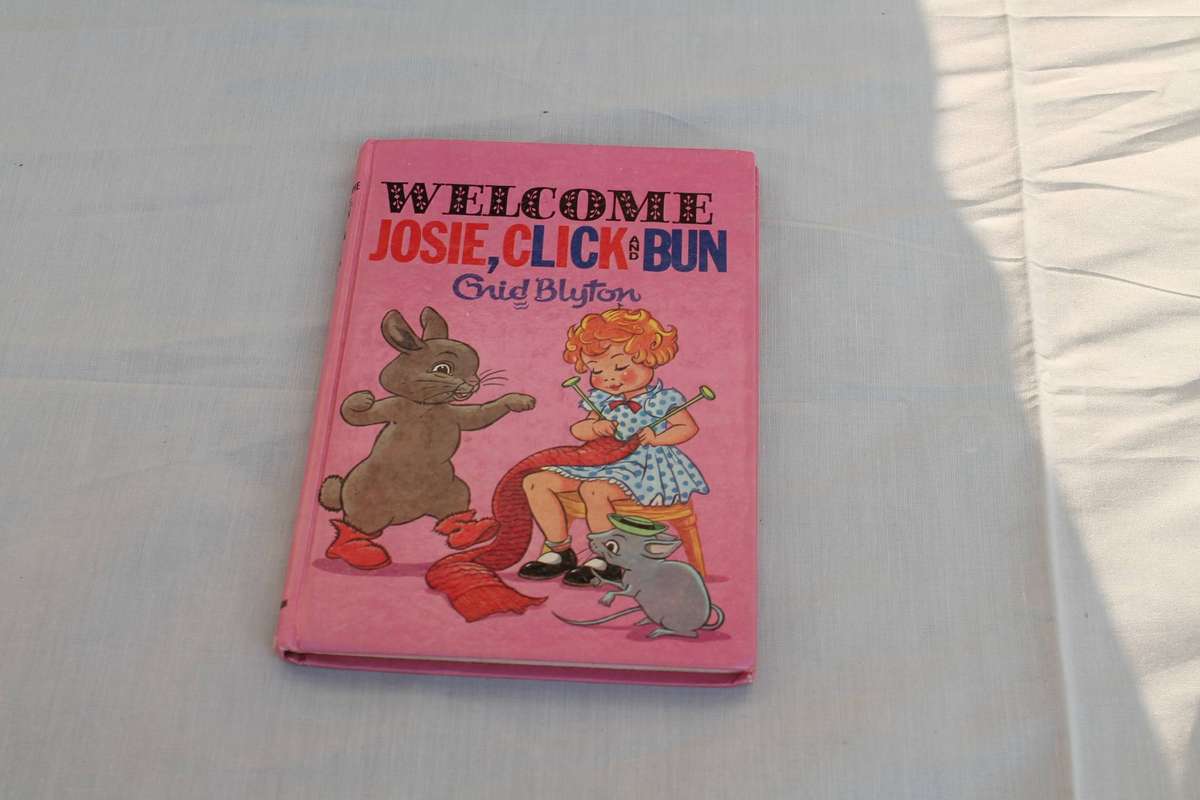 WELCOME
JOSIE, CLICK AND BUN
Enid Blyton